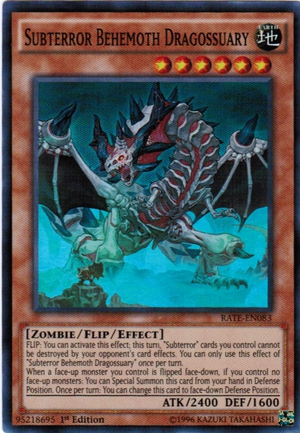 SUBTERROR BEHEMOTH DRAGOSSUARY
EARTH
地
RATE-EN083
[ZOMBIE/FLIP/EFFECT]
FLIP: You can activate this effect; this turn, "Subterror" cards you control cannot
be destroyed by your opponent's card effects. You can only use this effect of
"Subterror Behemoth Dragossuary" once per turn.
When a face-up monster you control is flipped face-down, if you control no
face-up monsters: You can Special Summon this card from your hand in Defense
Position. Once per turn: You can change this card to face-down Defense Position.
ATK/2400 DEF/1600
95218695 1st Edition ©1996 KAZUKI TAKAHASHI